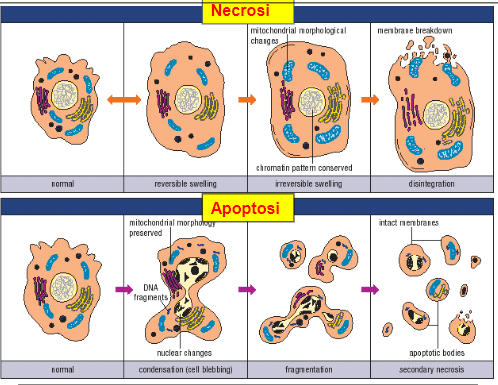 Necrosi
mitochondrial morphological
changes
membrane breakdown
chromatin pattern conserved
normal
reversible swelling
irreversible swelling
disintegration
Apoptosi
mitochondrial morphology
preserved
intact membranes
DNA
fragments
nuclear changes
apoptotic bodies
normal
condensation (cell blebbing)
fragmentation
secondary necrosis